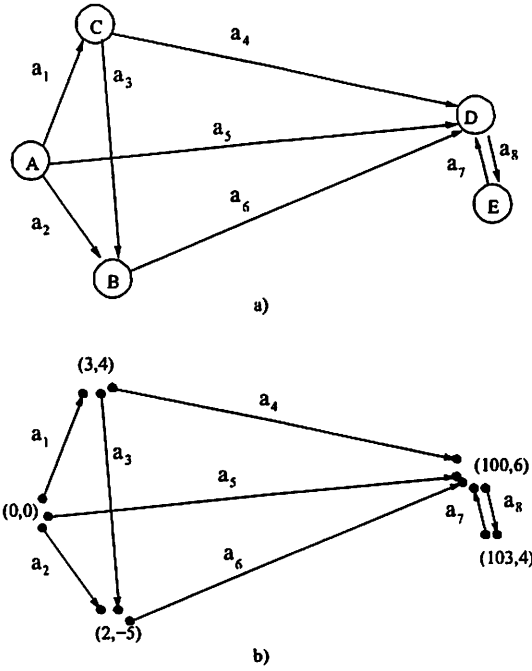 C
a4
a1
a3
D
a5
A
a8
a7
a2
a6
E
B
a)
(3,4)
a4
a1
a3
(100,6)
a5
(0,0)
a7
a8
a2
a6
(103,4)
(2,−5)
b)